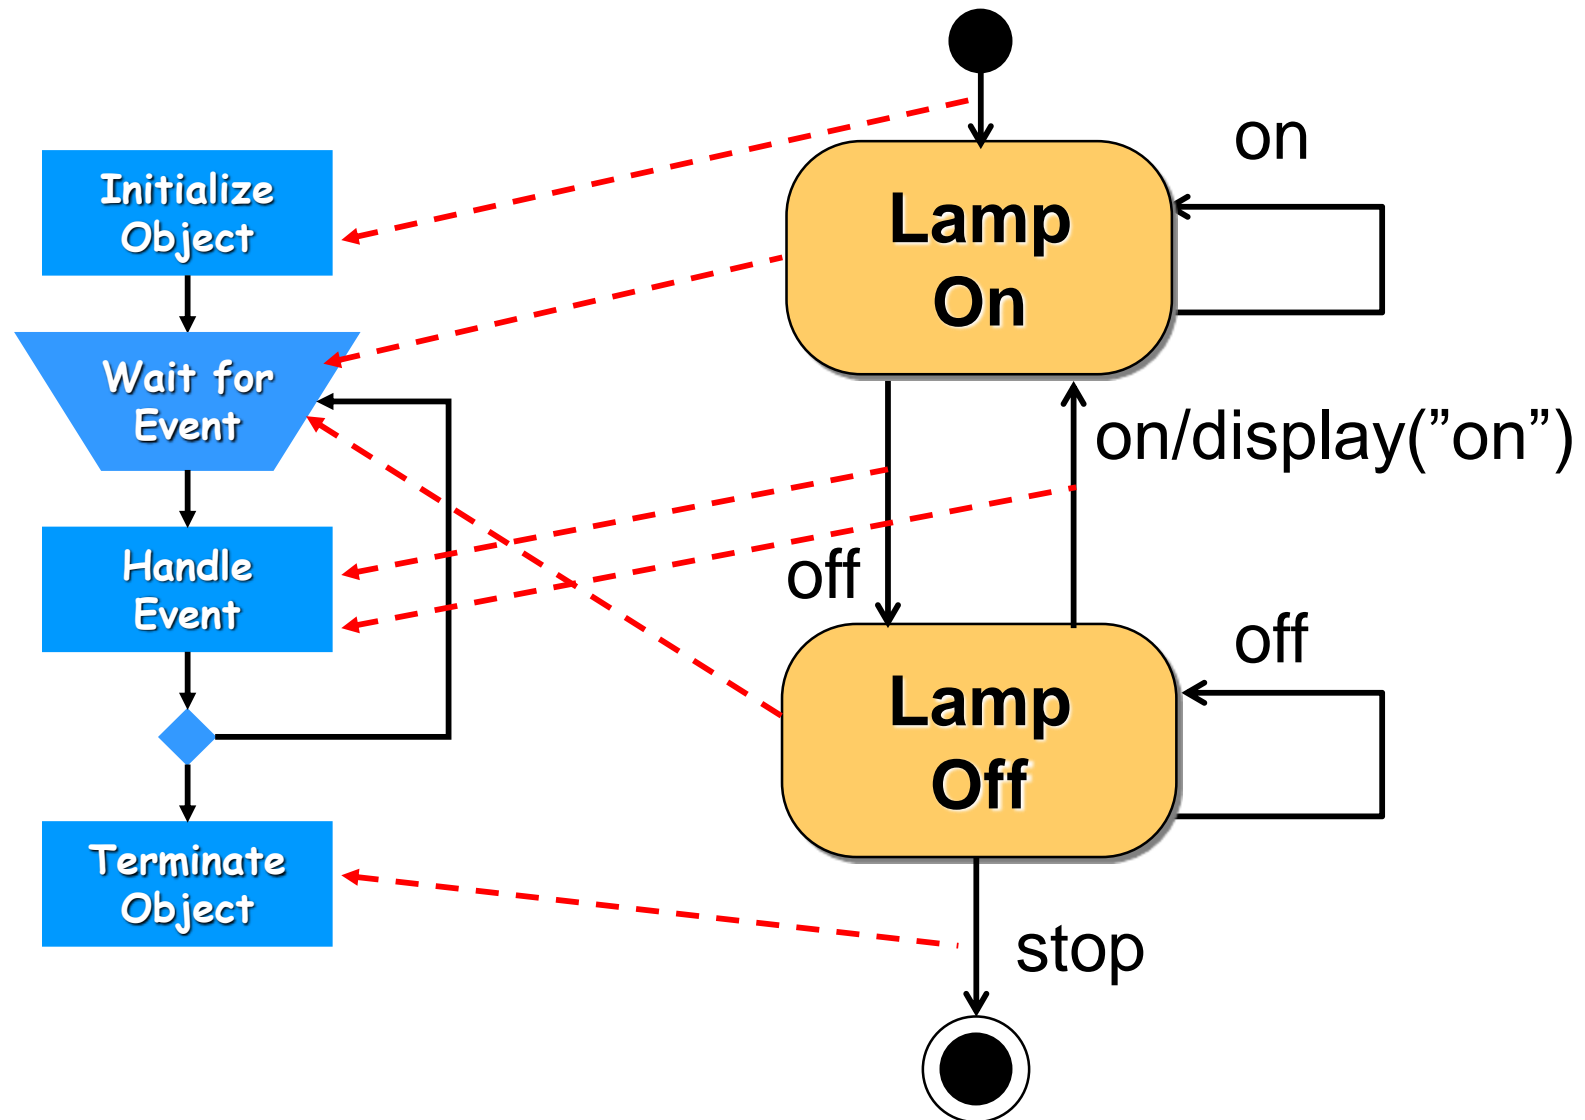 Initialize
Object
Wait for
Event
Handle
Event
Terminate
Object
Lamp
On
on
on/display(”on”)
off
Lamp
Off
off
stop